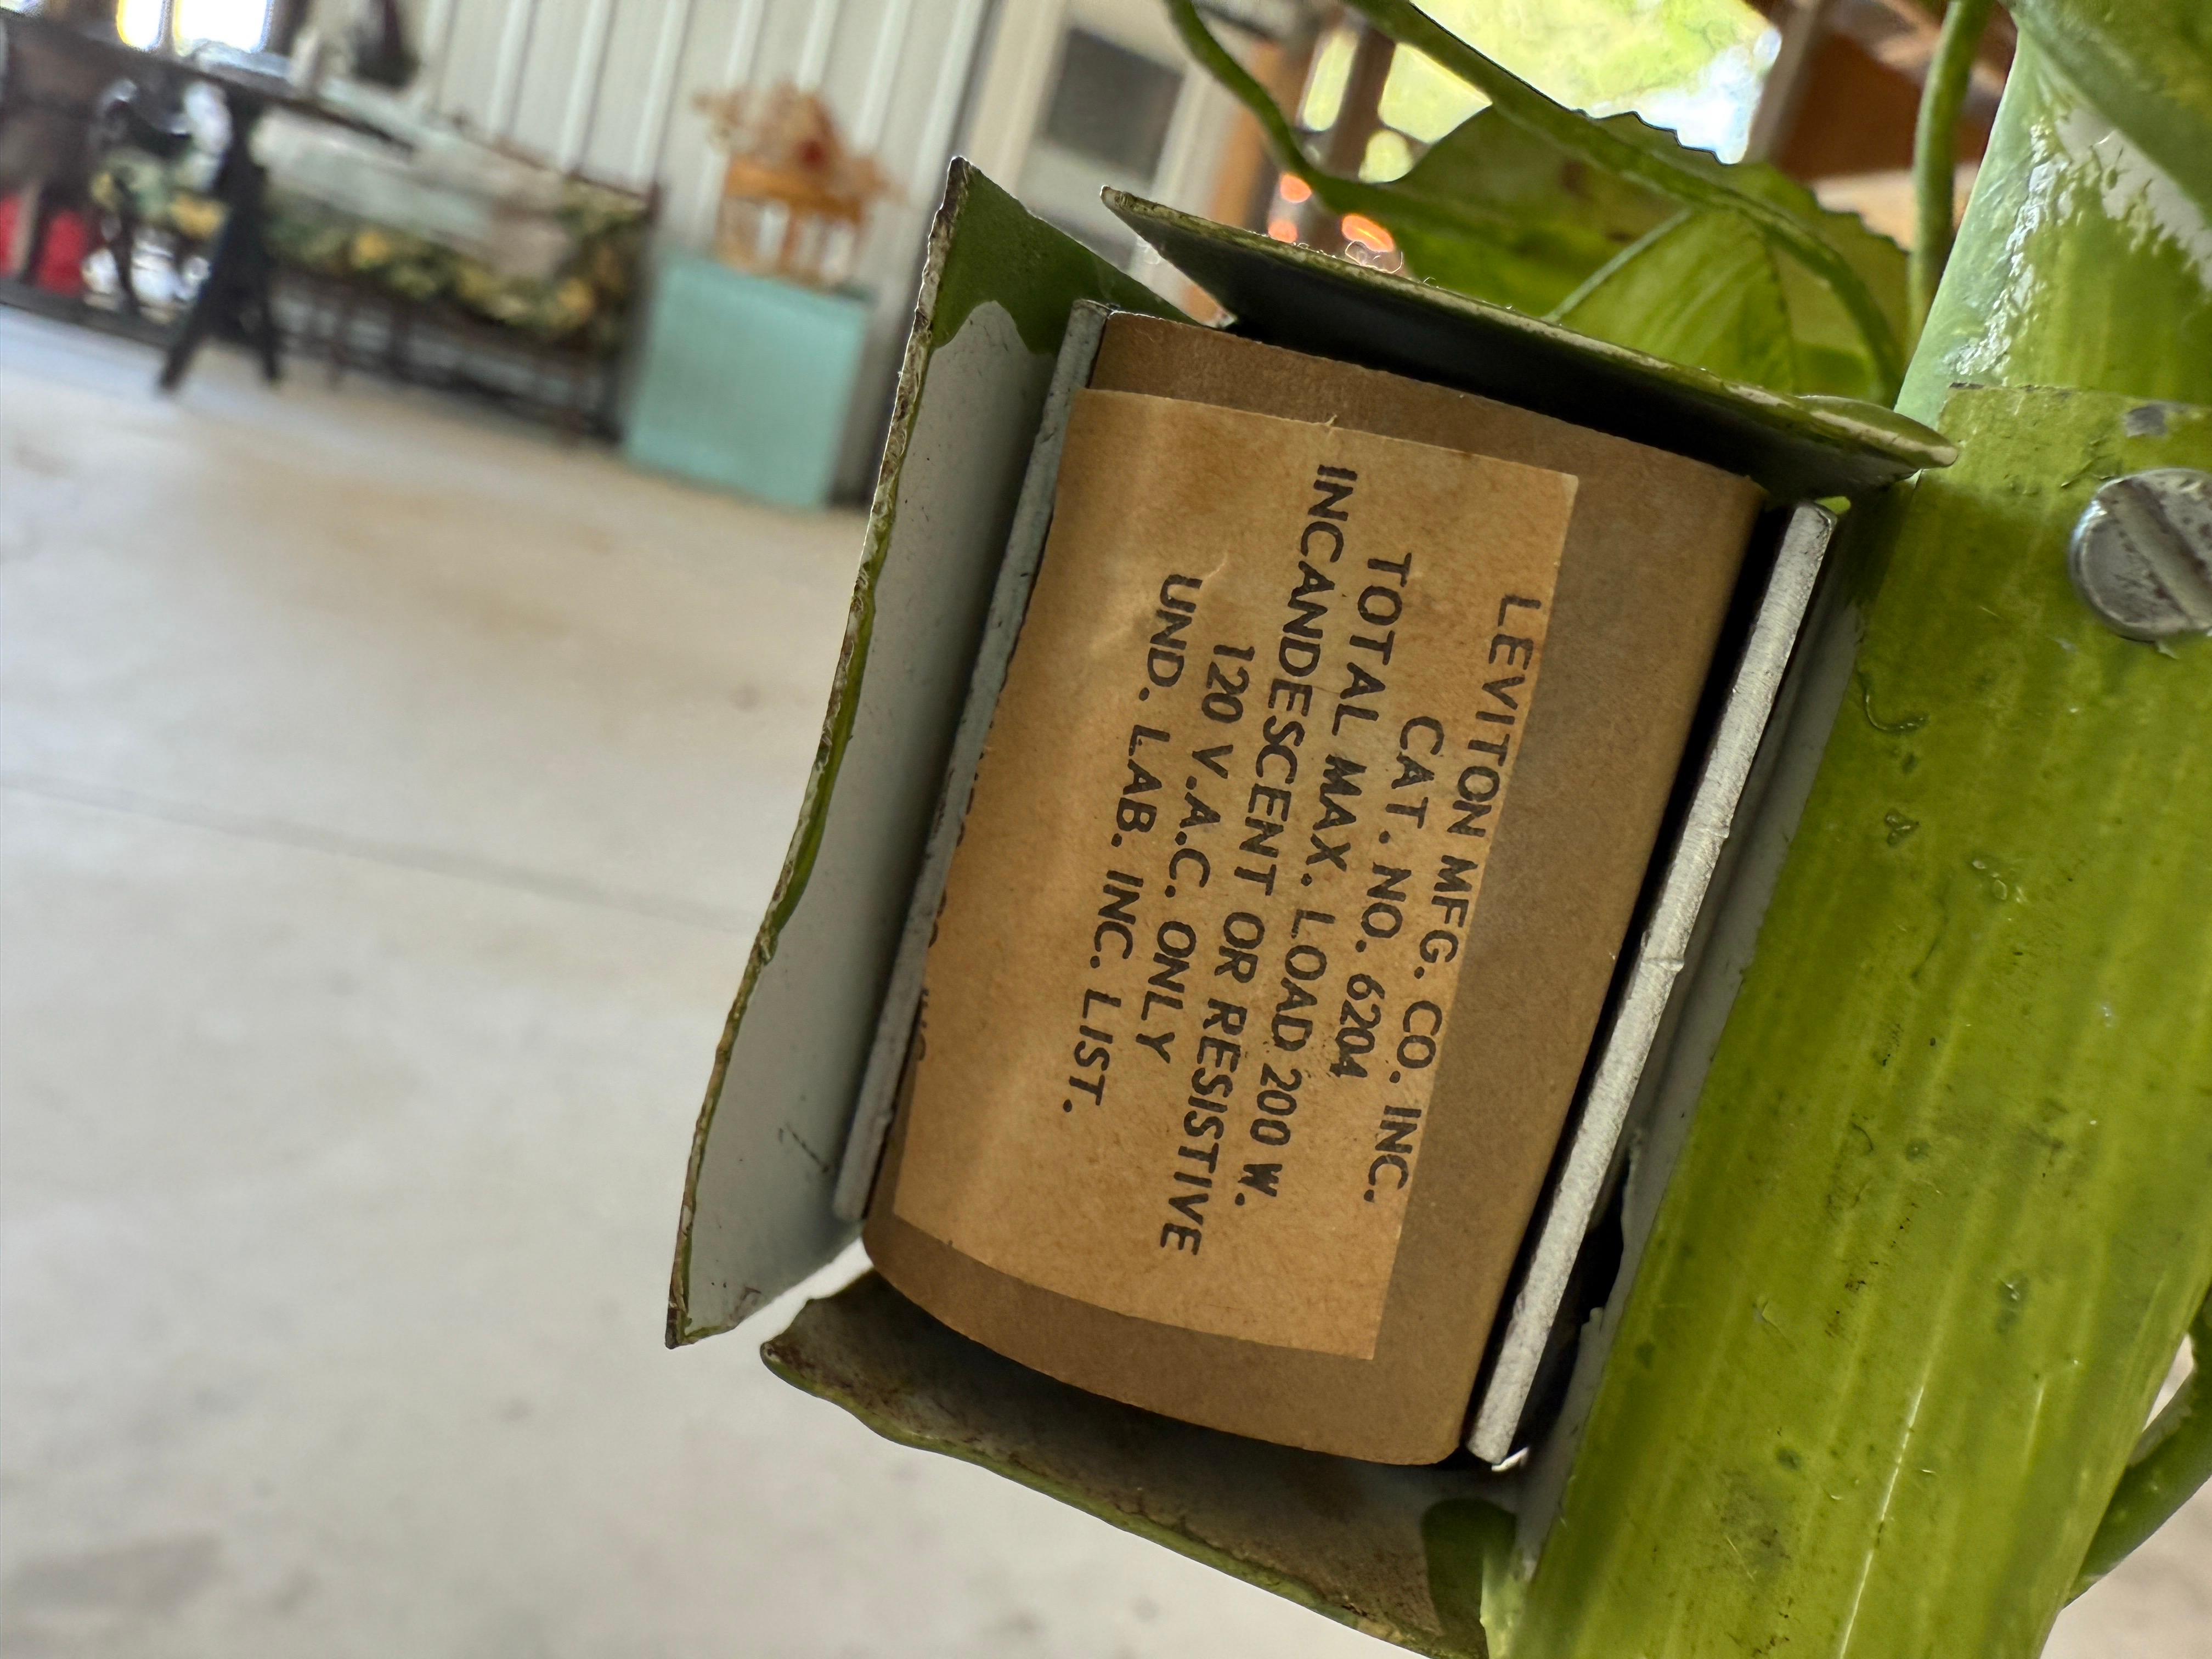 LEVITON MFG. CO. INC.
CAT. NO. 6204
TOTAL MAX. LOAD 200 W.
INCANDESCENT OR RESISTIVE
120 V.A.C. ONLY
UND. LAB. INC. LIST.